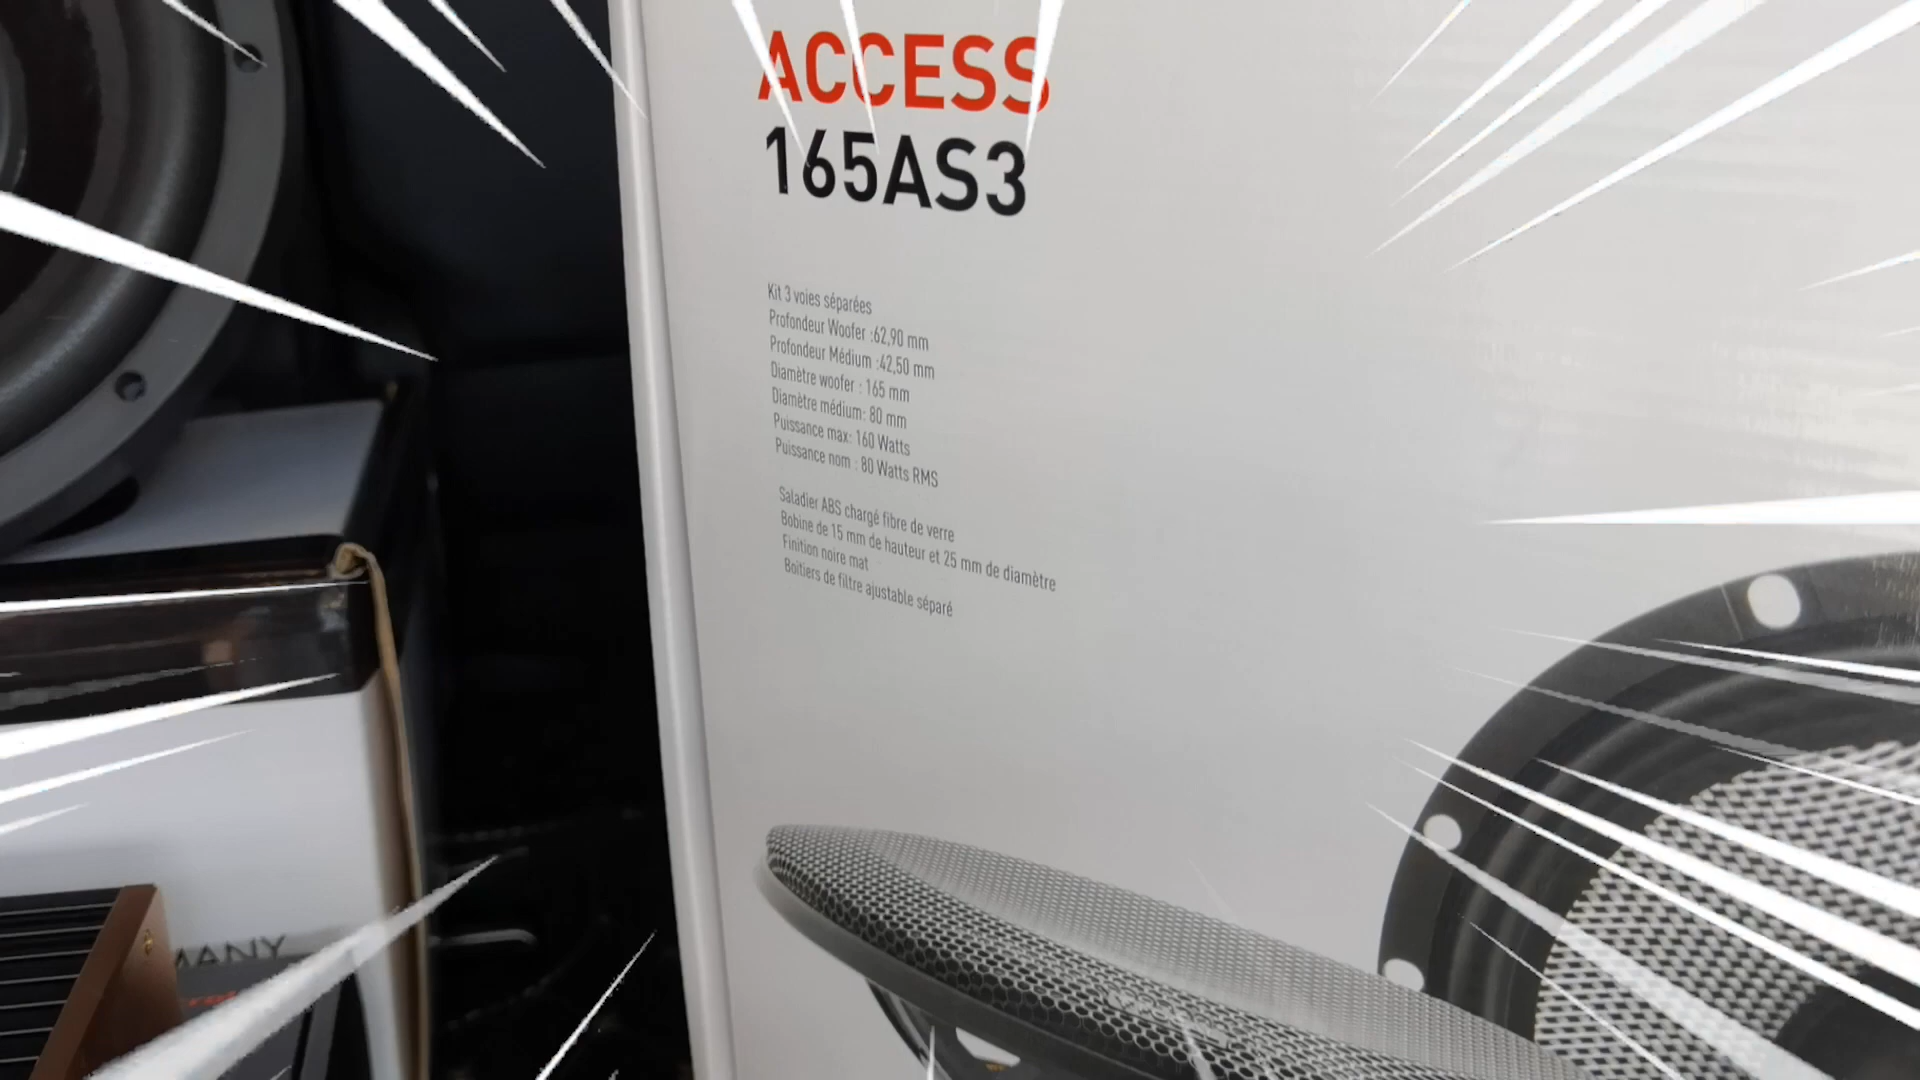 ACCESS
165AS3
Kit 3 voies séparées
Profondeur Woofer :62,90 mm
Profondeur Médium :42,50 mm
Diamètre woofer : 165 mm
Diamètre médium: 80 mm
Puissance max: 160 Watts
Puissance nom : 80 Watts RMS
Saladier ABS chargé fibre de verre
Bobine de 15 mm de hauteur et 25 mm de diamètre
Finition noire mat
Boitiers de filtre ajustable séparé